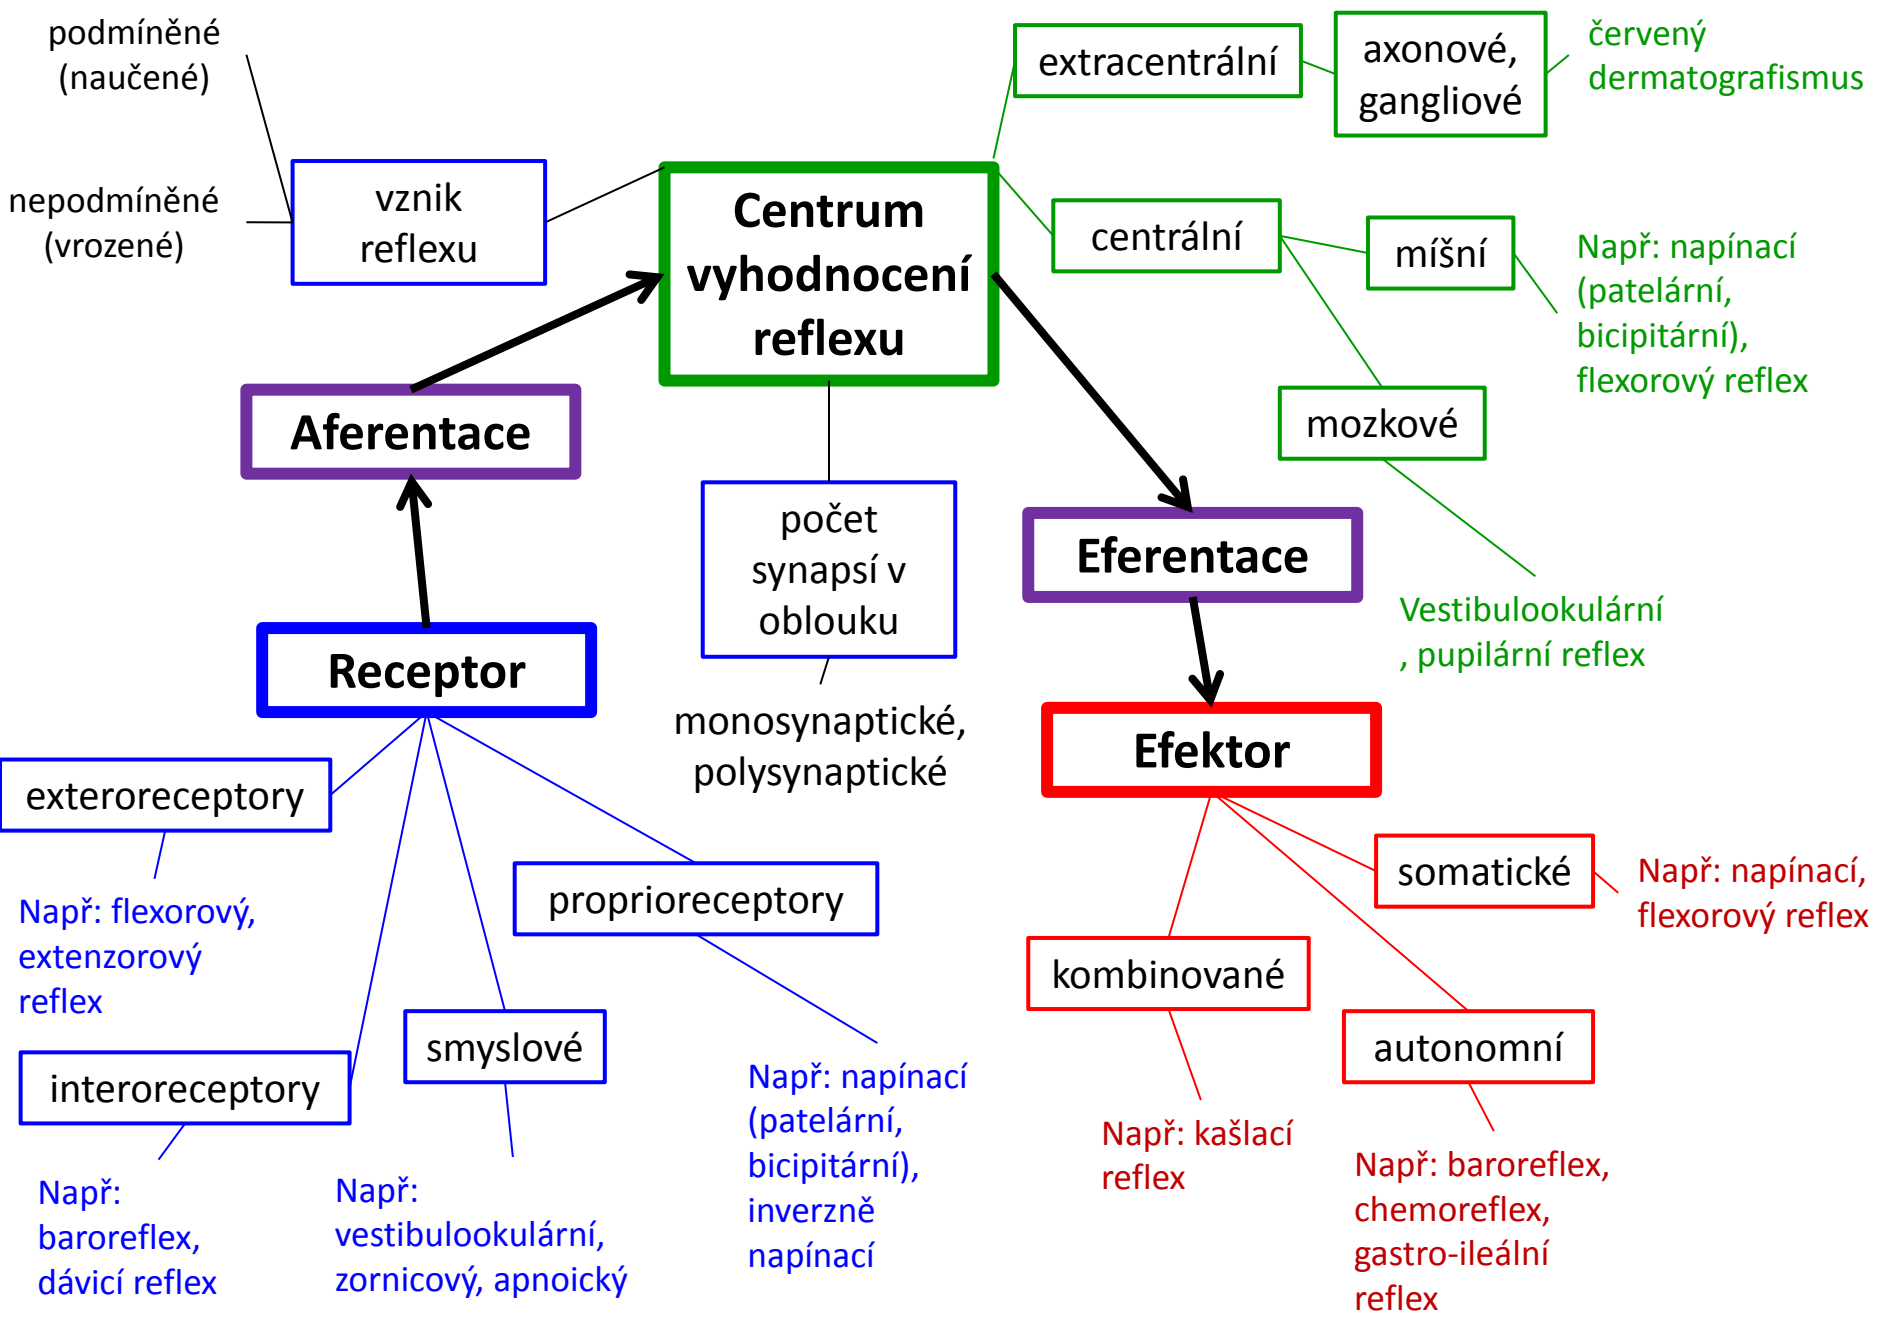 podmíněné
(naučené)
nepodmíněné
(vrozené)
vznik
reflexu
Centrum
vyhodnocení
reflexu
extracentrální
axonové,
gangliové
červený
dermatografismus
centrální
míšní
Např: napínací
(patelární,
bicipitární),
flexorový reflex
mozkové
Vestibulookulární
, pupilární reflex
Aferentace
počet
synapsí v
oblouku
monosynaptické,
polysynaptické
Eferentace
Receptor
Efektor
exteroreceptory
Např: flexorový,
extenzorový
reflex
proprioreceptory
Např: napínací
(patelární,
bicipitární),
inverzně
napínací
interoreceptory
Např:
baroreflex,
dávicí reflex
smyslové
Např:
vestibulookulární,
zornicový, apnoický
somatické
Např: napínací,
flexorový reflex
kombinované
Např: kašlací
reflex
autonomní
Např: baroreflex,
chemoreflex,
gastro-ileální
reflex